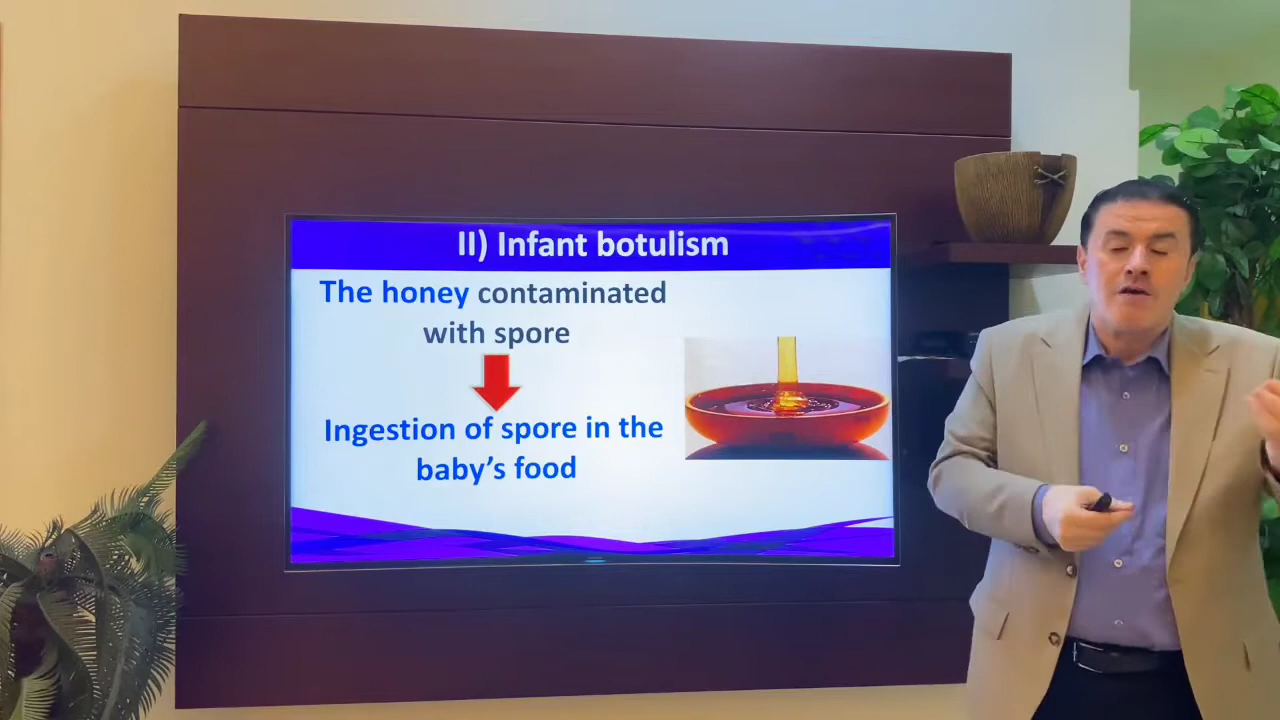 II) Infant botulism
The honey contaminated
with spore
Ingestion of spore in the
baby's food